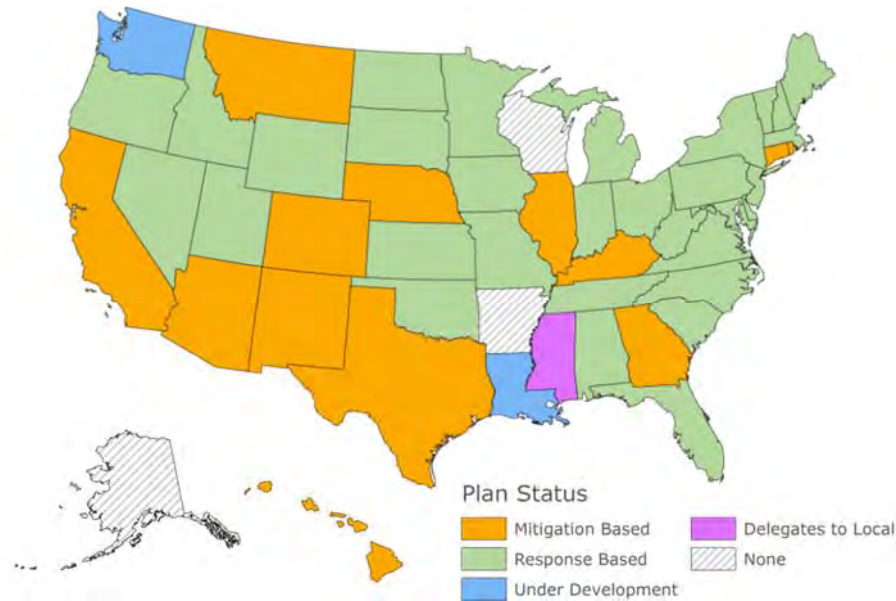 Plan Status
Mitigation Based
Delegates to Local
Response Based
None
Under Development